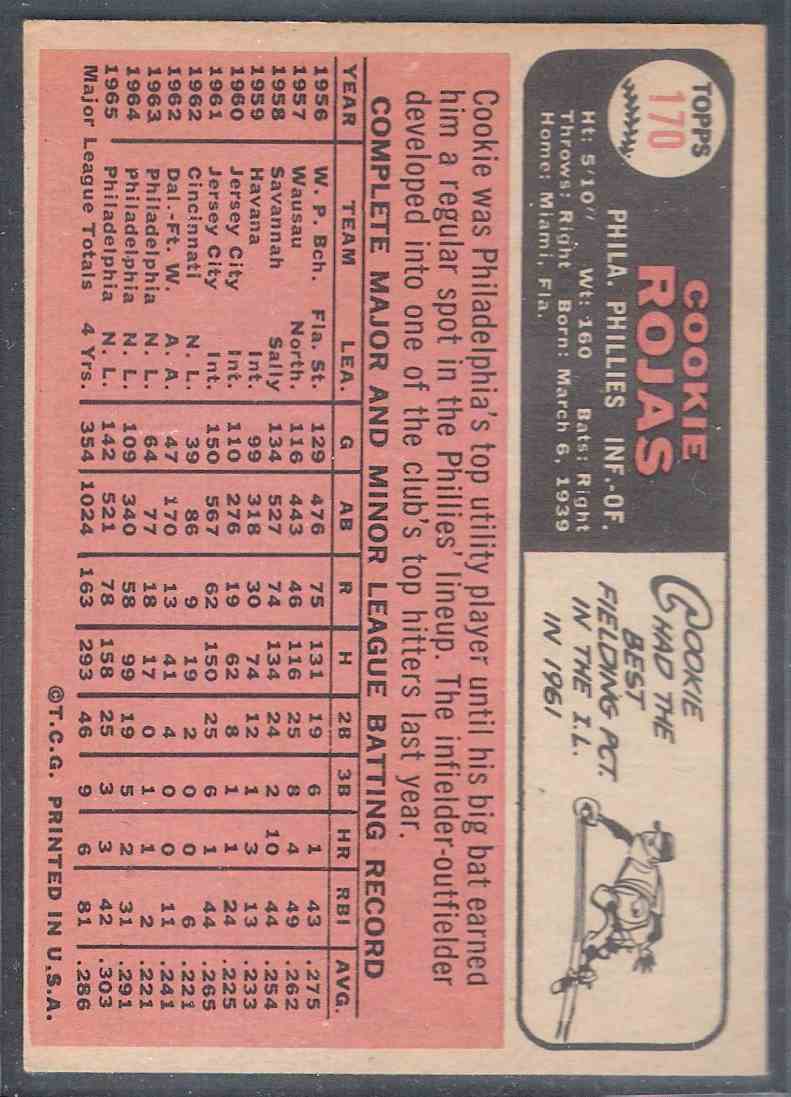 TOPPS
170
COOKIE
ROJAS
PHILA. PHILLIES INF.-OF.
Ht: 5'10" Wt: 160 Bats: Right
Throws: Right Born: March 6, 1939
Home: Miami, Fla.
COOKIE
HAD THE
BEST
FIELDING PCT.
IN THE I.L.
IN 1961
Cookie was Philadelphia's top utility player until his big bat earned
him a regular spot in the Phillies' lineup. The infielder-outfielder
developed into one of the club's top hitters last year.
COMPLETE MAJOR AND MINOR LEAGUE BATTING RECORD
YEAR TEAM LEA. G AB R H 2B 3B HR RBI AVG.
1956 W. P. Bch. Fla. St. 129 476 75 131 19 6 1 43 .275
1957 Wausau North. 116 443 46 116 25 8 4 49 .262
1958 Savannah Sally 134 527 74 134 24 2 10 44 .254
1959 Havana Int. 99 318 30 74 12 1 3 13 .233
1960 Jersey City Int. 110 276 19 62 8 1 1 24 .225
1961 Jersey City Int. 150 567 62 150 25 6 1 44 .265
1962 Cincinnati N. L. 39 86 9 19 2 0 0 6 .221
1962 Dal.-Ft. W. A. A. 47 170 13 41 4 0 0 11 .241
1963 Philadelphia N. L. 64 77 18 17 0 1 1 2 .221
1964 Philadelphia N. L. 109 340 58 99 19 5 2 31 .291
1965 Philadelphia N. L. 142 521 78 158 25 3 3 42 .303
Major League Totals 4 Yrs. 354 1024 163 293 46 9 6 81 .286
©T.C.G. PRINTED IN U.S.A.